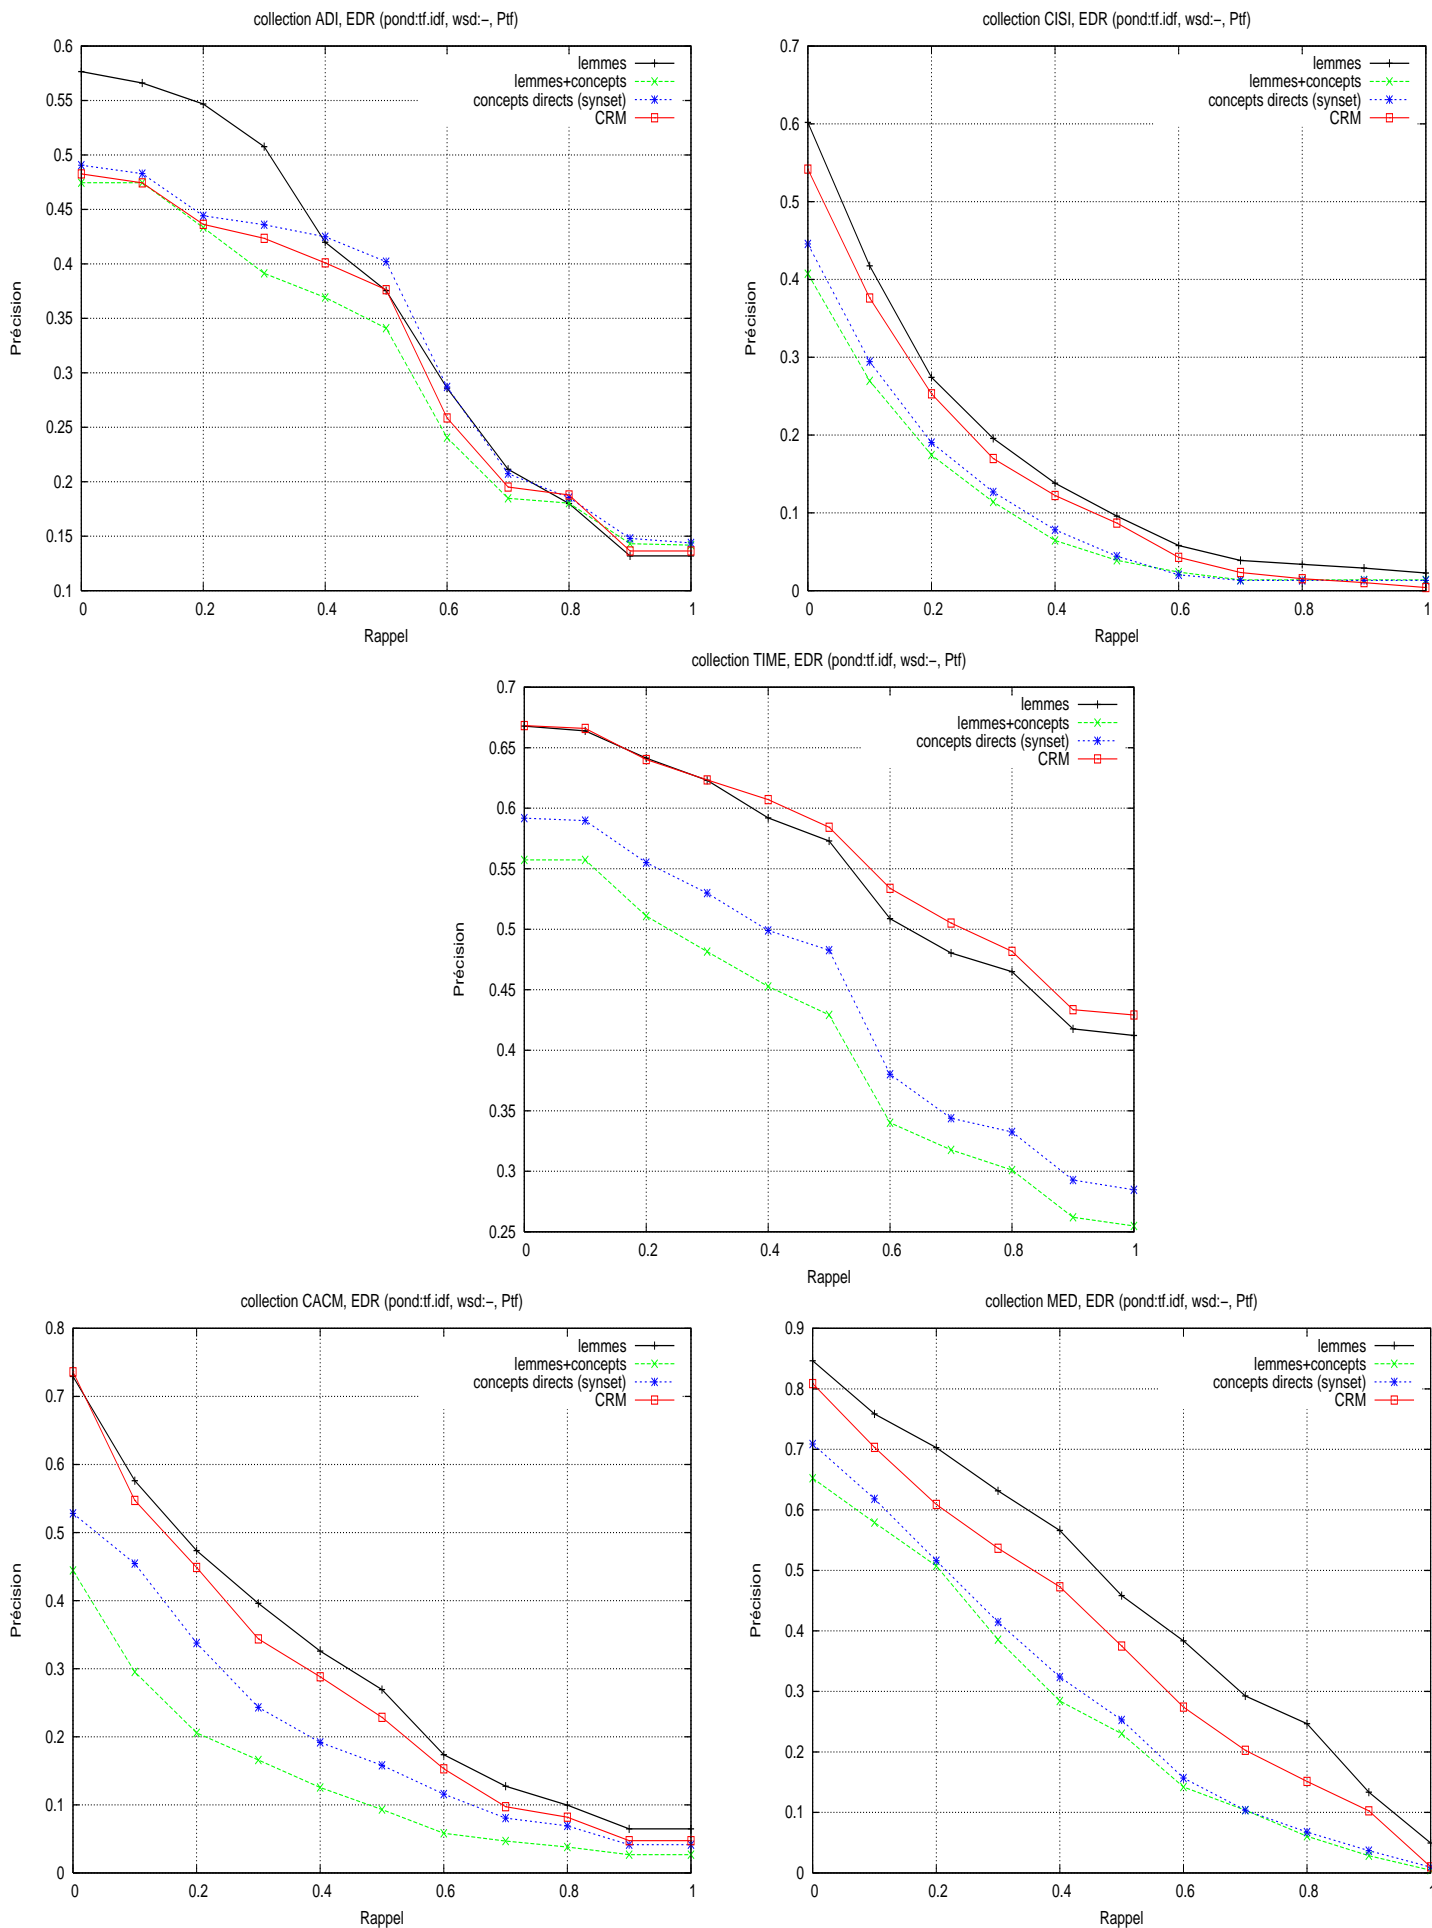 collection ADI, EDR (pond:tf.idf, wsd:−, Ptf)
0.6
0.55
0.5
0.45
0.4
0.35
0.3
0.25
0.2
0.15
0.1
Précision
lemmes
lemmes+concepts
concepts directs (synset)
CRM
0 0.2 0.4 0.6 0.8 1
Rappel
collection CISI, EDR (pond:tf.idf, wsd:−, Ptf)
0.7
0.6
0.5
0.4
0.3
0.2
0.1
0
Précision
lemmes
lemmes+concepts
concepts directs (synset)
CRM
0 0.2 0.4 0.6 0.8 1
Rappel
collection TIME, EDR (pond:tf.idf, wsd:−, Ptf)
0.7
0.65
0.6
0.55
0.5
0.45
0.4
0.35
0.3
0.25
Précision
lemmes
lemmes+concepts
concepts directs (synset)
CRM
0 0.2 0.4 0.6 0.8 1
Rappel
collection CACM, EDR (pond:tf.idf, wsd:−, Ptf)
0.8
0.7
0.6
0.5
0.4
0.3
0.2
0.1
0
Précision
lemmes
lemmes+concepts
concepts directs (synset)
CRM
0 0.2 0.4 0.6 0.8 1
Rappel
collection MED, EDR (pond:tf.idf, wsd:−, Ptf)
0.9
0.8
0.7
0.6
0.5
0.4
0.3
0.2
0.1
0
Précision
lemmes
lemmes+concepts
concepts directs (synset)
CRM
0 0.2 0.4 0.6 0.8 1
Rappel